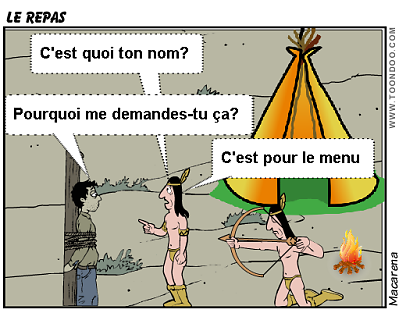 LE REPAS
C'est quoi ton nom?
Pourquoi me demandes-tu ça?
C'est pour le menu
WWW.TOONDOO.COM
Macarena